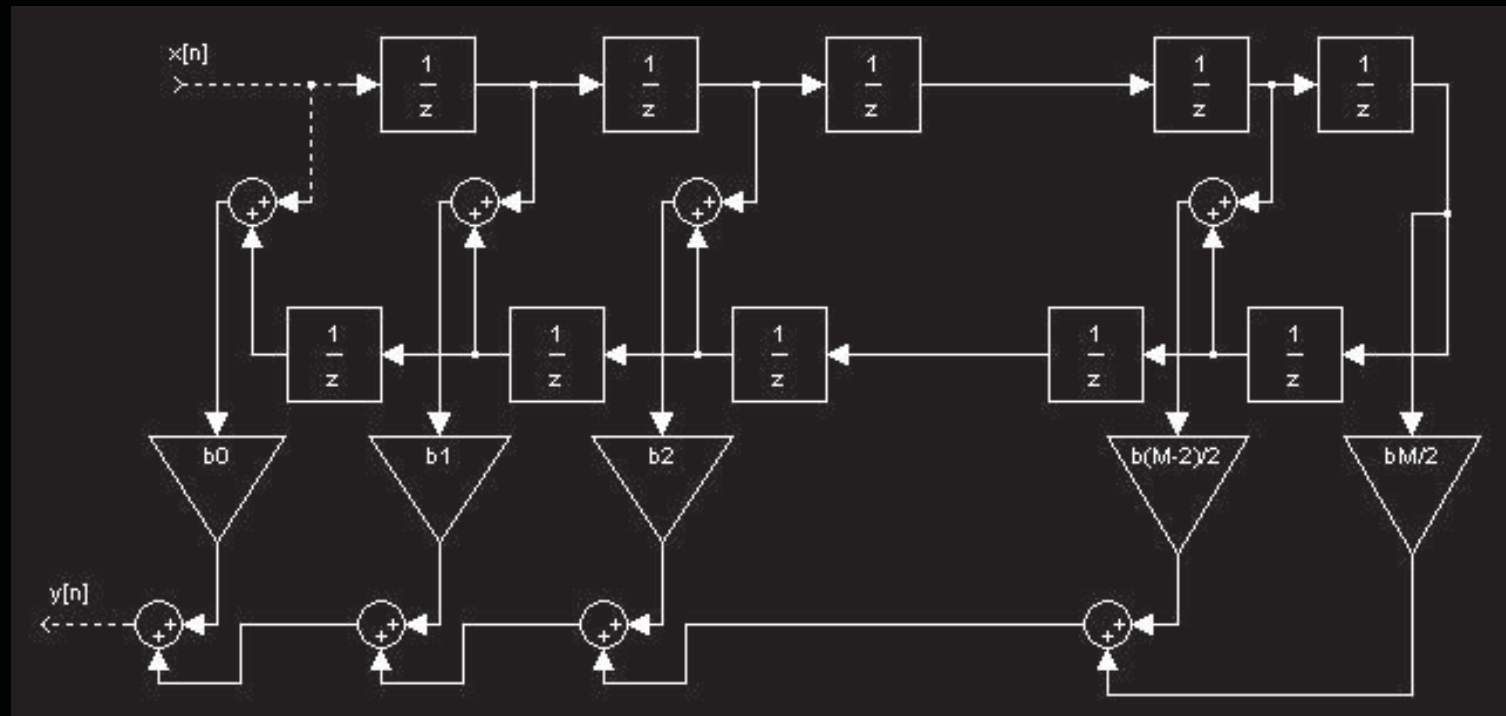 x[n]
1
z
1
z
1
z
1
z
1
z
+
+
+
+
+
+
+
+
1
z
1
z
1
z
1
z
1
z
b0
b1
b2
b(M-2)/2
bM/2
y[n]
+
+
+
+
+
+
+
+